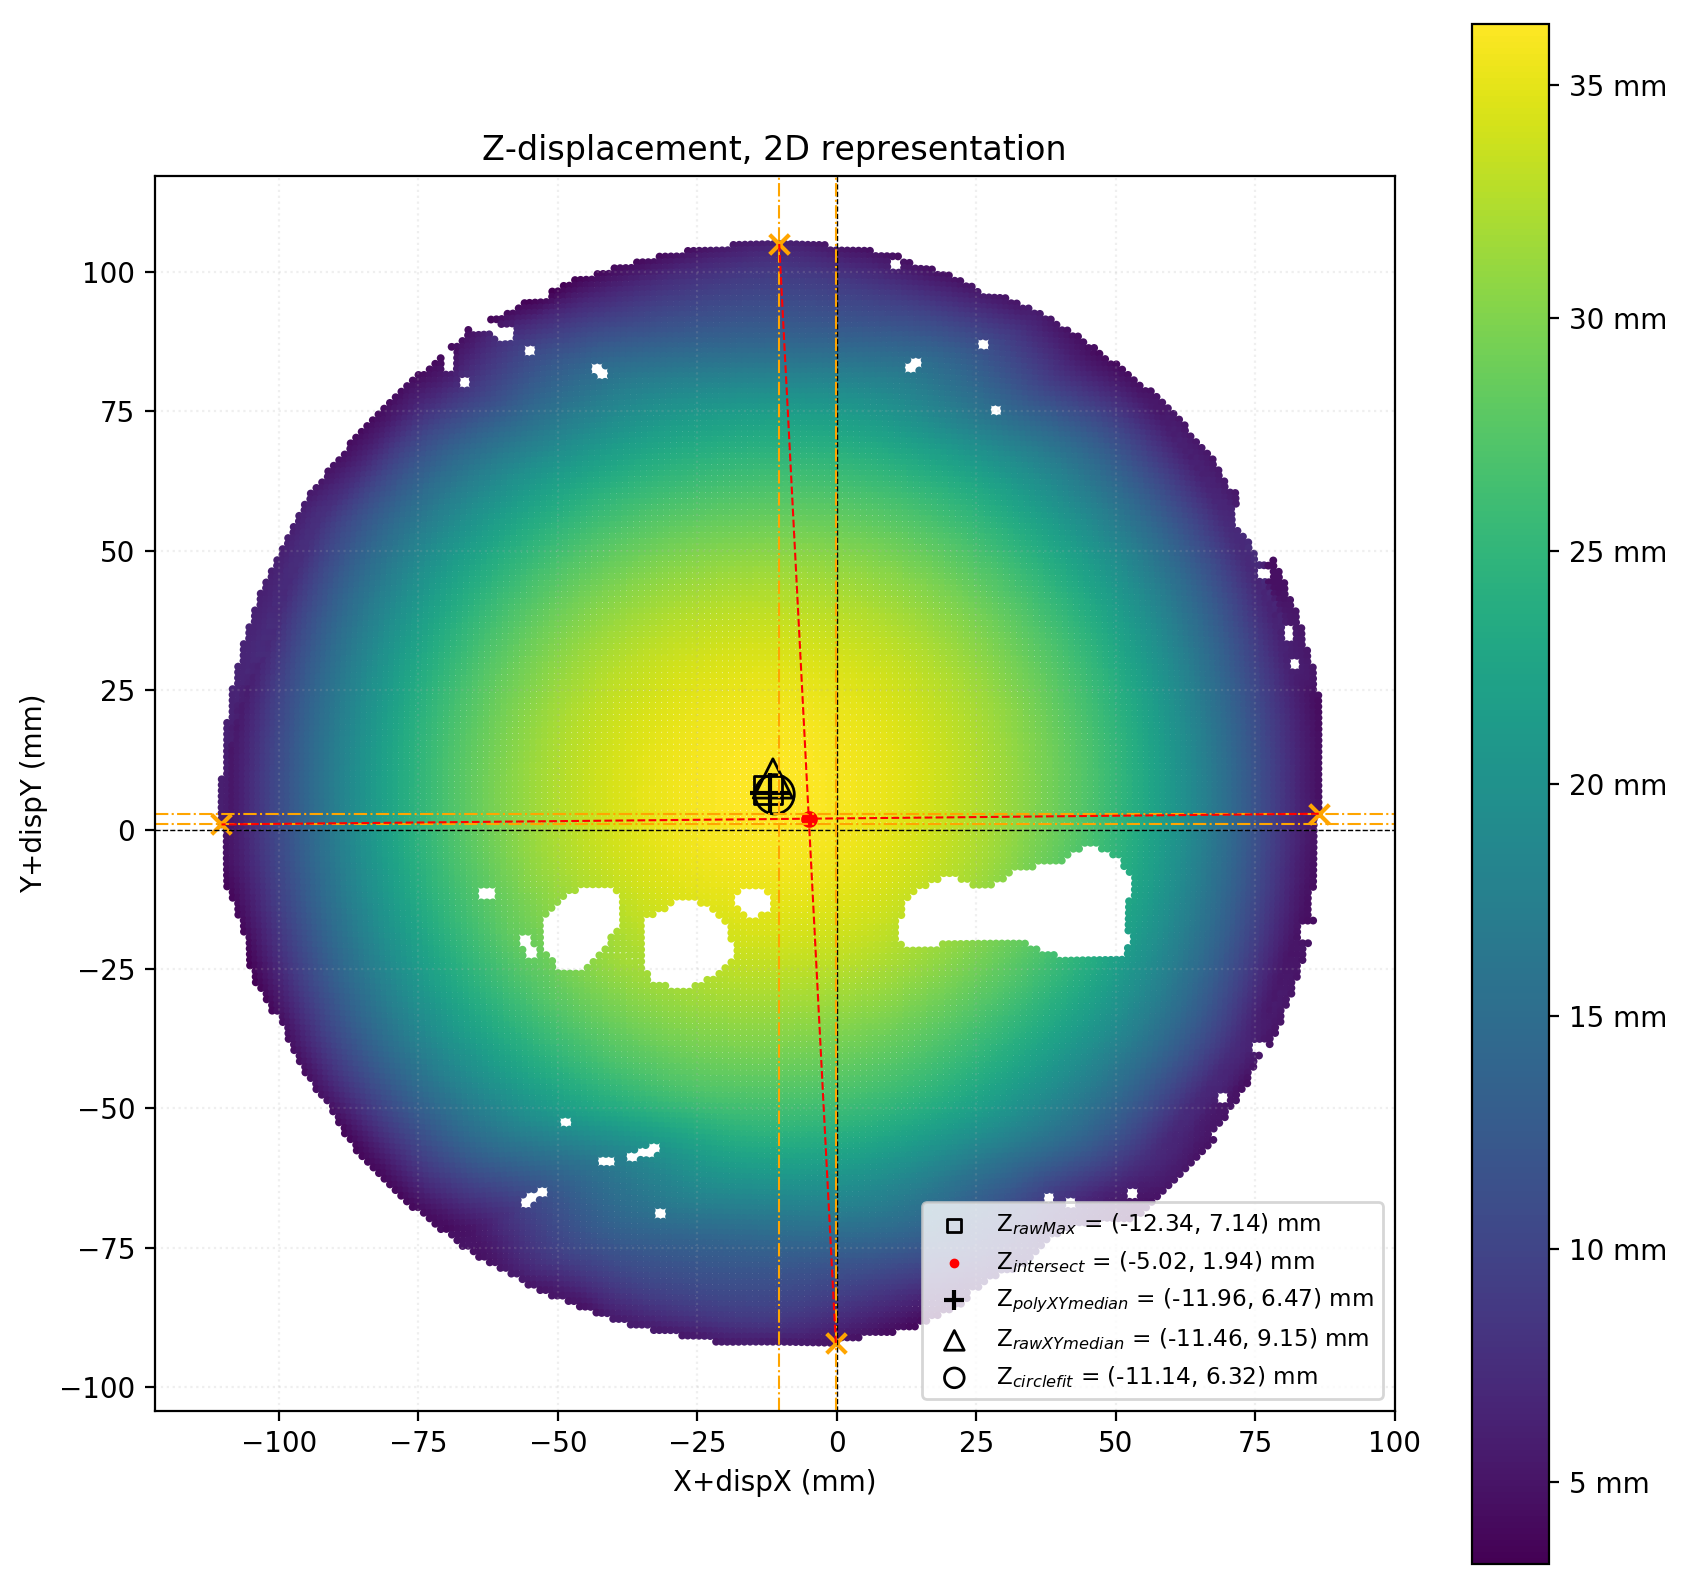 Z-displacement, 2D representation
35 mm
30 mm
25 mm
20 mm
15 mm
10 mm
5 mm
100
75
50
25
0
−25
−50
−75
−100
Y+dispY (mm)
Z_rawMax = (-12.34, 7.14) mm
Z_intersect = (-5.02, 1.94) mm
Z_polyXYmedian = (-11.96, 6.47) mm
Z_rawXYmedian = (-11.46, 9.15) mm
Z_circlefit = (-11.14, 6.32) mm
−100 −75 −50 −25 0 25 50 75 100
X+dispX (mm)